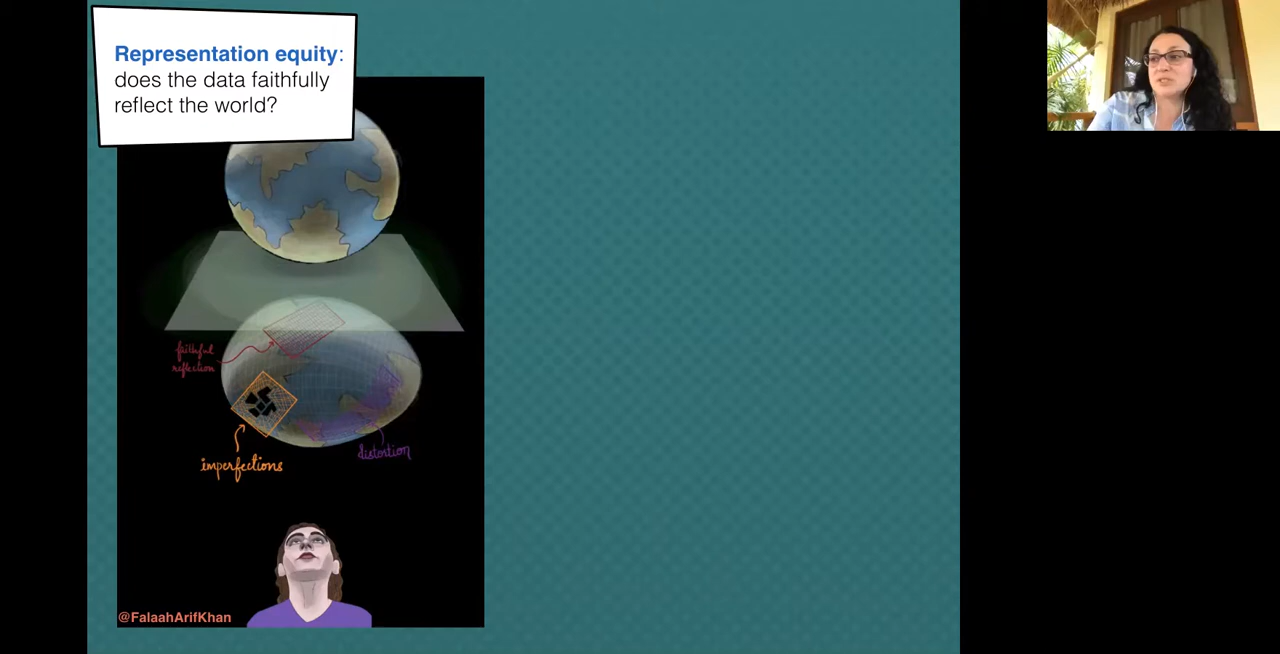 Representation equity:
does the data faithfully
reflect the world?
faithful
reflection
imperfections
distortion
@FalaahArifKhan